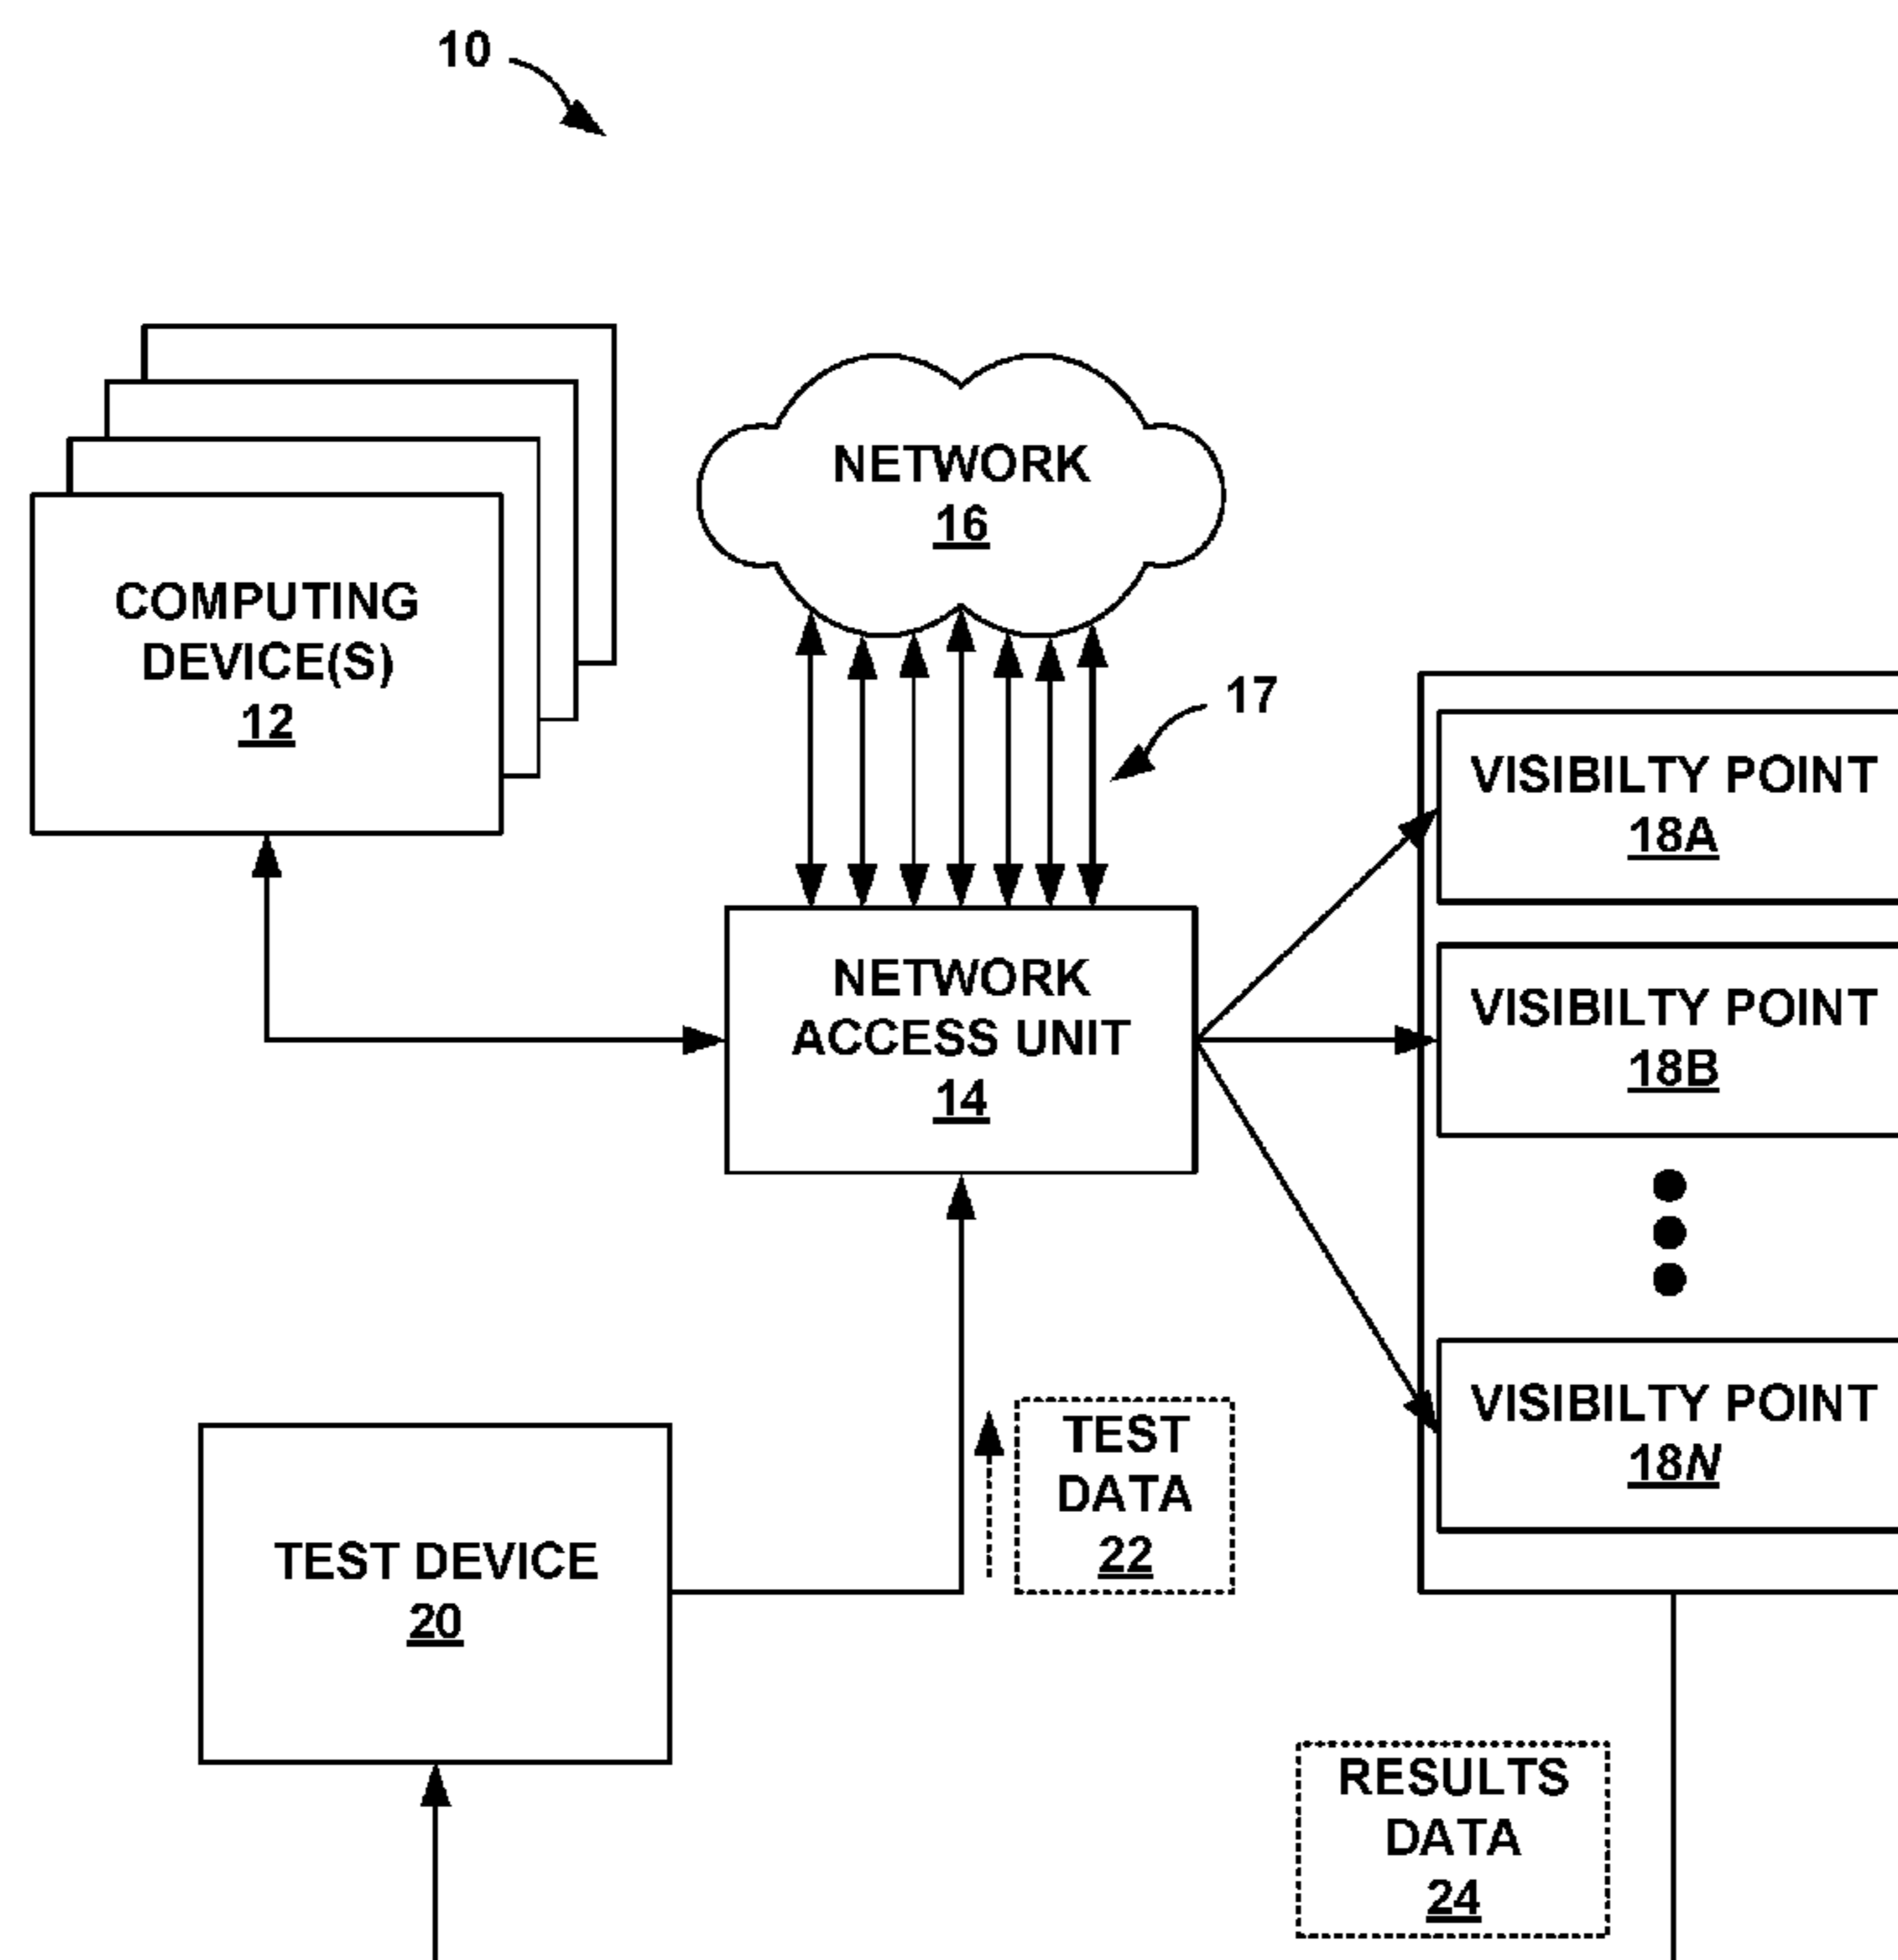 10
NETWORK
16
COMPUTING
DEVICE(S)
12
17
VISIBILTY POINT
18A
NETWORK
ACCESS UNIT
14
VISIBILTY POINT
18B
VISIBILTY POINT
18N
TEST
DATA
22
TEST DEVICE
20
RESULTS
DATA
24